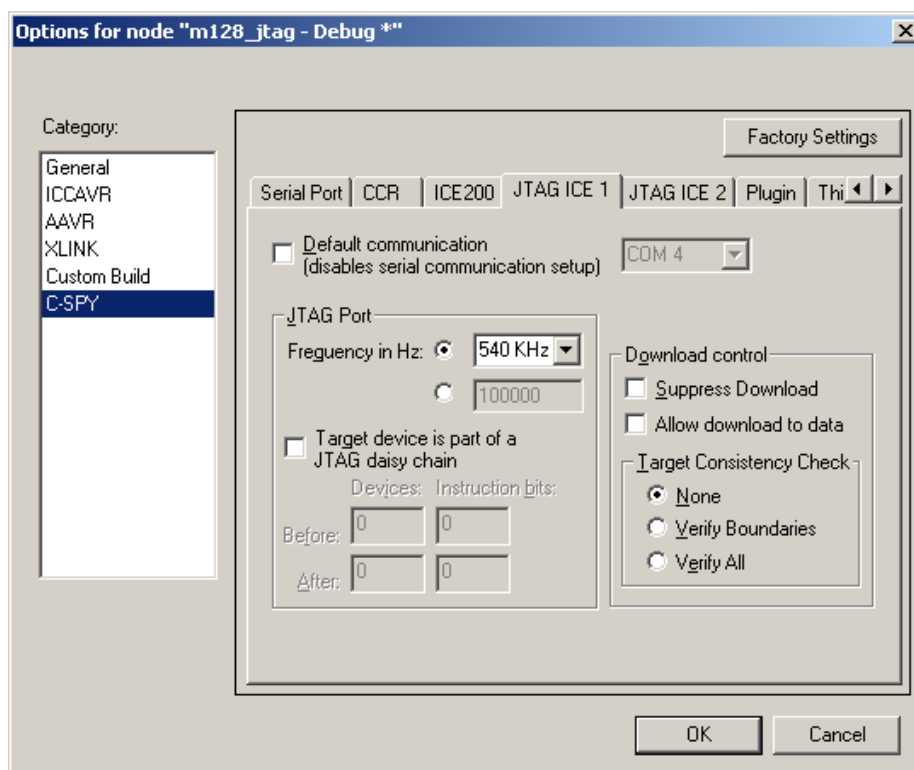 Options for node "m128_jtag - Debug *"
Category:
General
ICCAVR
AAVR
XLINK
Custom Build
C-SPY
Factory Settings
Serial Port CCR ICE200 JTAG ICE 1 JTAG ICE 2 Plugin Thi
Default communication
(disables serial communication setup)
COM 4
JTAG Port
Freguency in Hz: 540 KHz
100000
Target device is part of a
JTAG daisy chain
Devices: Instruction bits:
Before: 0 0
After: 0 0
Download control
Suppress Download
Allow download to data
Target Consistency Check
None
Verify Boundaries
Verify All
OK Cancel